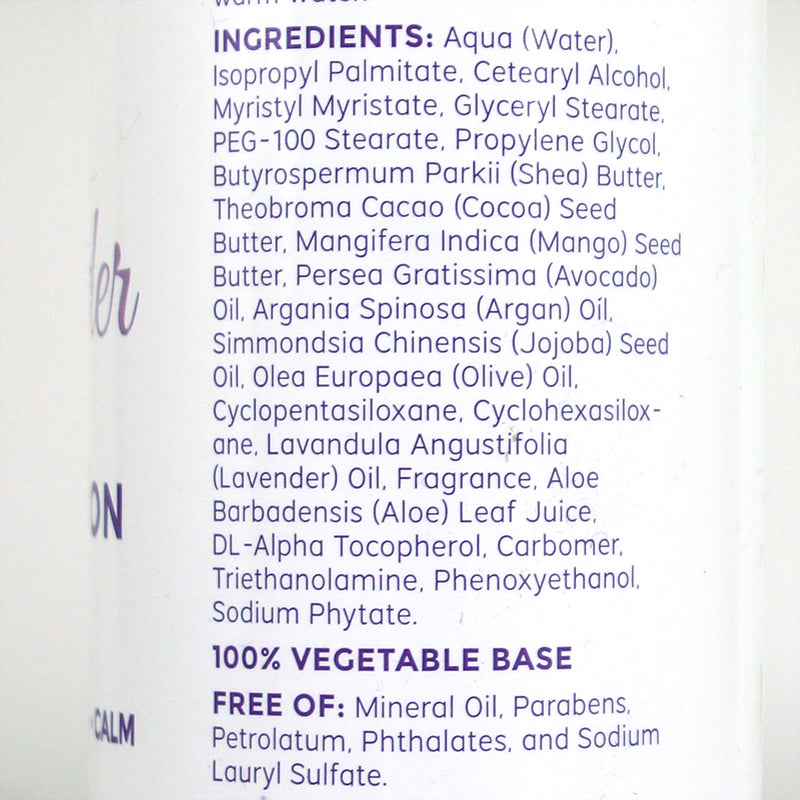 warm water
INGREDIENTS: Aqua (Water),
Isopropyl Palmitate, Cetearyl Alcohol,
Myristyl Myristate, Glyceryl Stearate,
PEG-100 Stearate, Propylene Glycol,
Butyrospermum Parkii (Shea) Butter,
Theobroma Cacao (Cocoa) Seed
Butter, Mangifera Indica (Mango) Seed
Butter, Persea Gratissima (Avocado)
Oil, Argania Spinosa (Argan) Oil,
Simmondsia Chinensis (Jojoba) Seed
Oil, Olea Europaea (Olive) Oil,
Cyclopentasiloxane, Cyclohexasilox-
ane, Lavandula Angustifolia
(Lavender) Oil, Fragrance, Aloe
Barbadensis (Aloe) Leaf Juice,
DL-Alpha Tocopherol, Carbomer,
Triethanolamine, Phenoxyethanol,
Sodium Phytate.
100% VEGETABLE BASE
FREE OF: Mineral Oil, Parabens,
Petrolatum, Phthalates, and Sodium
Lauryl Sulfate.
er
ON
CALM